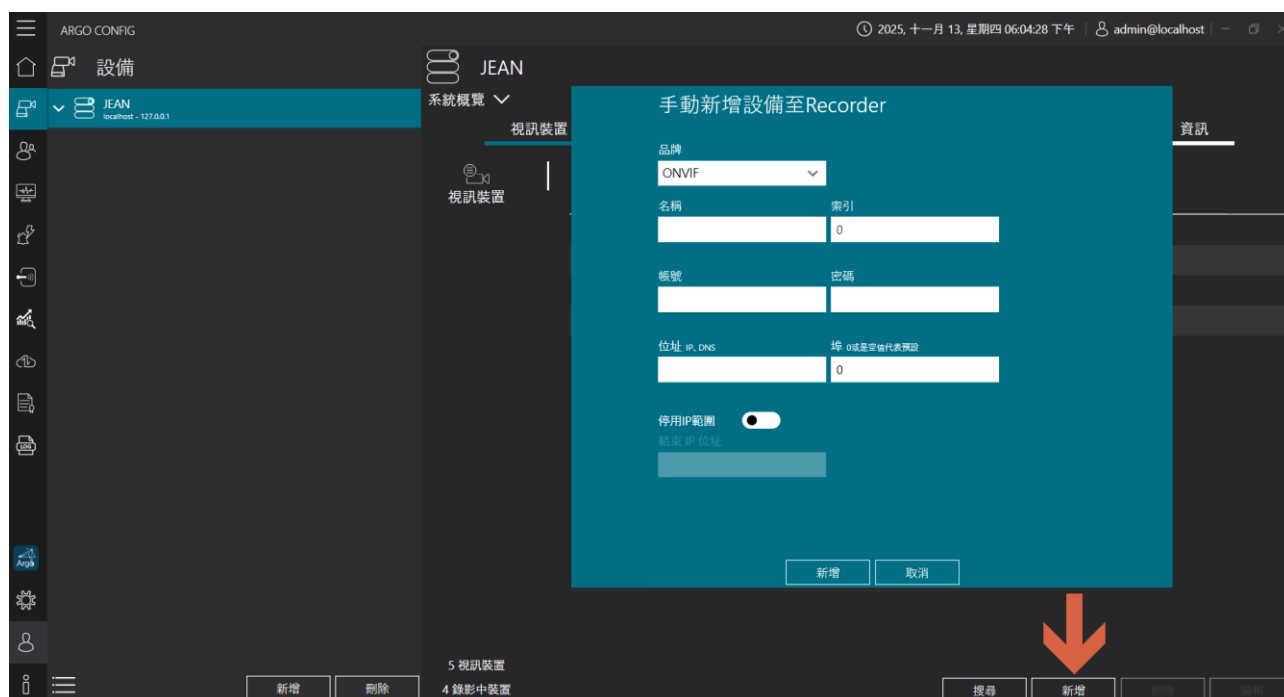 ARGO CONFIG
2025, 十一月 13, 星期四 06:04:28 下午
admin@localhost
設備
JEAN
localhost - 127.0.0.1
JEAN
系統概覽
視訊裝置
資訊
視訊裝置
手動新增設備至Recorder
品牌
ONVIF
名稱
索引
0
帳號
密碼
位址 IP, DNS
埠 0或是空值代表預設
0
停用IP範圍
結束 IP 位址
新增
取消
LOG
Argo
5 視訊裝置
4 錄影中裝置
新增
刪除
搜尋
新增
刪除